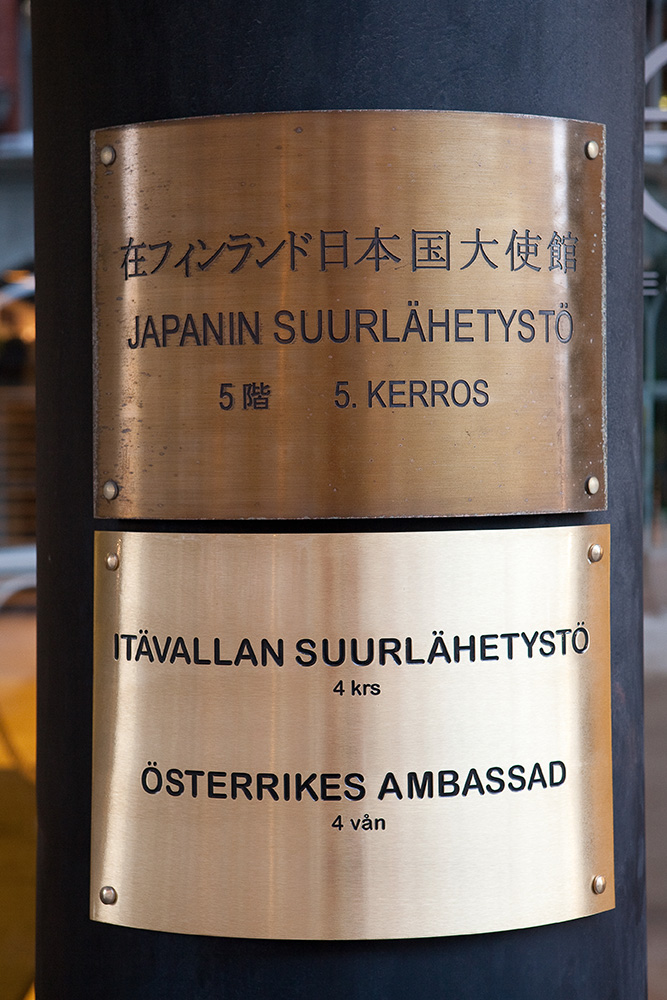 在フィンランド日本国大使館
JAPANIN SUURLÄHETYSTÖ
5階 5. KERROS
ITÄVALLAN SUURLÄHETYSTÖ
4 krs
ÖSTERRIKES AMBASSAD
4 vån